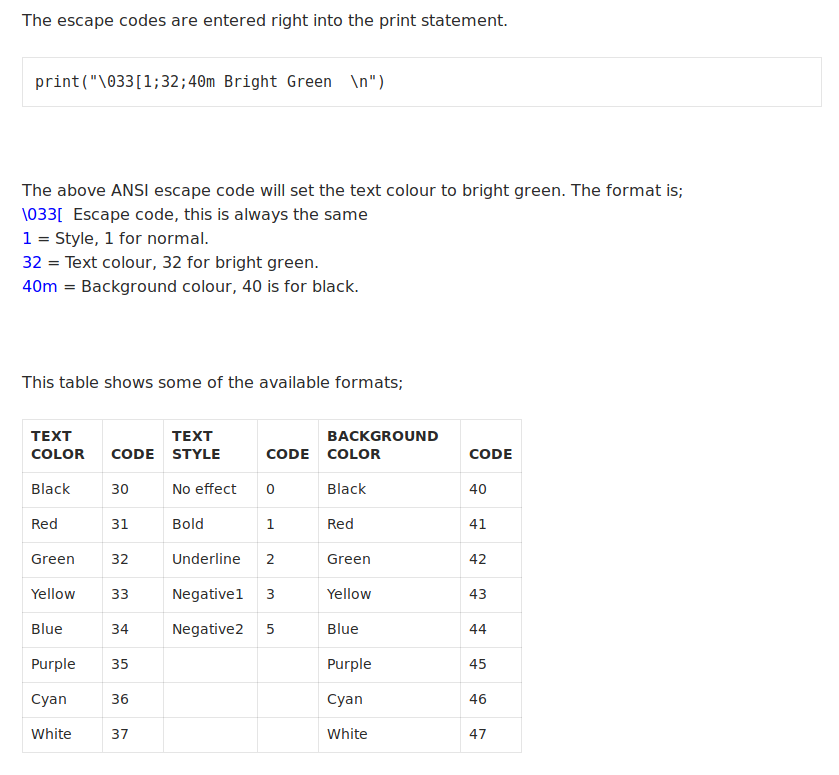 The escape codes are entered right into the print statement.
print("\033[1;32;40m Bright Green  \n")
The above ANSI escape code will set the text colour to bright green. The format is;
\033[  Escape code, this is always the same
1 = Style, 1 for normal.
32 = Text colour, 32 for bright green.
40m = Background colour, 40 is for black.
This table shows some of the available formats;
TEXT COLOR CODE TEXT STYLE CODE BACKGROUND COLOR CODE
Black 30 No effect 0 Black 40
Red 31 Bold 1 Red 41
Green 32 Underline 2 Green 42
Yellow 33 Negative1 3 Yellow 43
Blue 34 Negative2 5 Blue 44
Purple 35 Purple 45
Cyan 36 Cyan 46
White 37 White 47